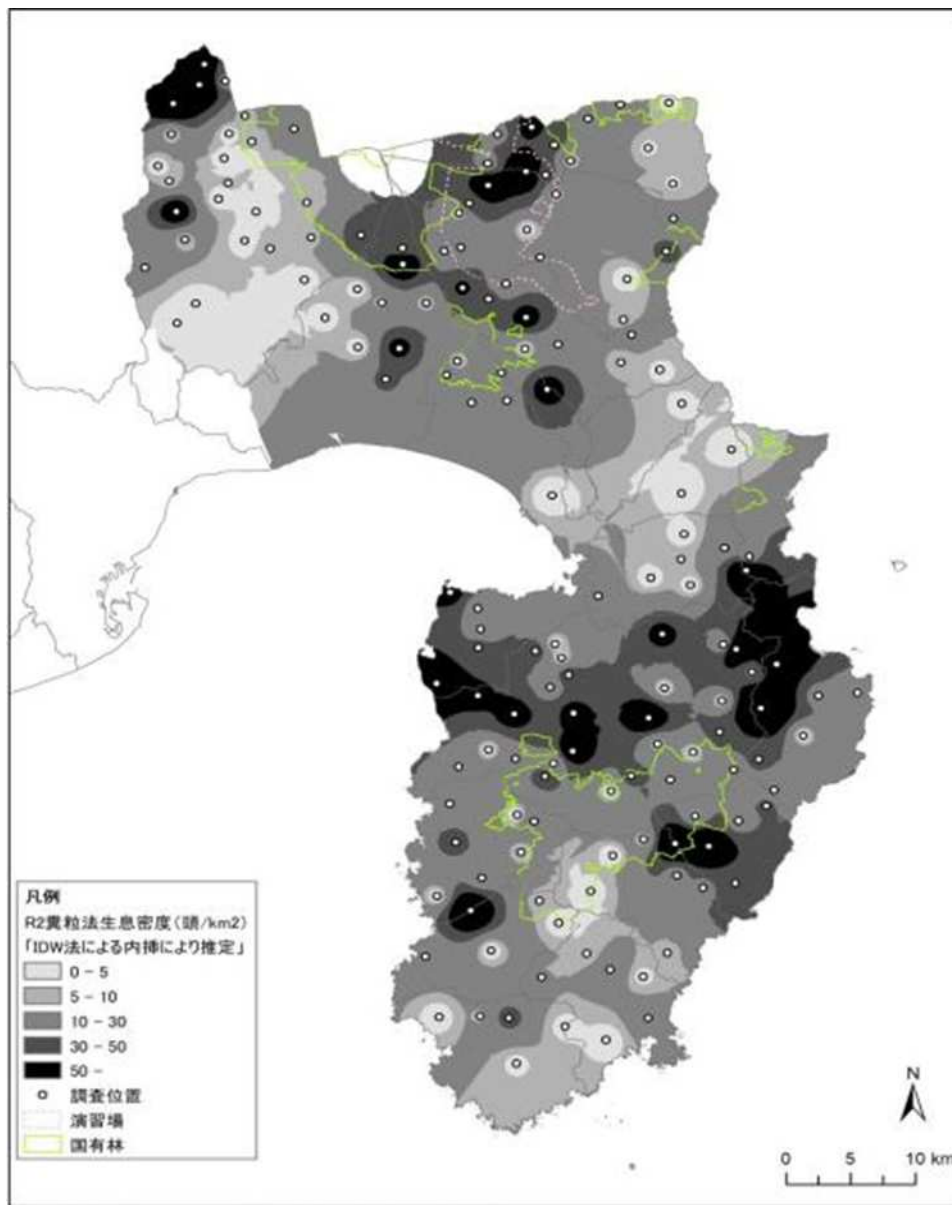 凡例
R2糞粒法生息密度(頭/km2)
「IDW法による内挿により推定」
0 - 5
5 - 10
10 - 30
30 - 50
50 -
調査位置
演習場
国有林
N
0 5 10 km